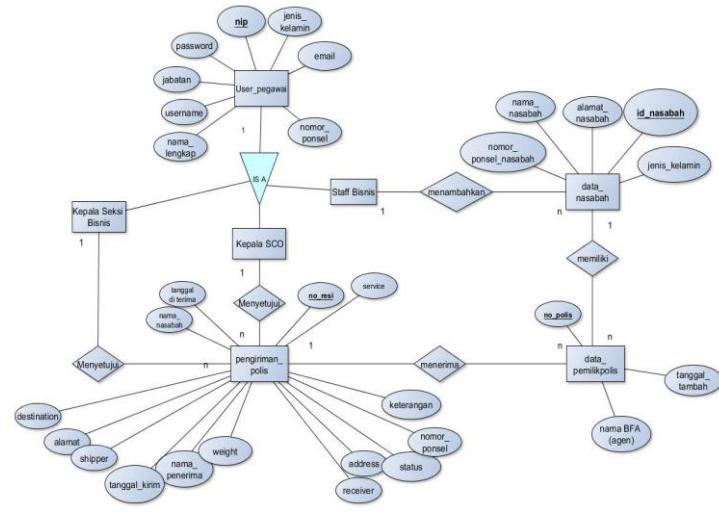 nip
jenis_
kelamin
password
email
jabatan
User_pegawai
username
nama_
lengkap
nomor_
ponsel
1
IS A
nama_
nasabah
alamat_
nasabah
id_nasabah
nomor_
ponsel_nasabah
jenis_kelamin
Kepala Seksi
Bisnis
1
Staff Bisnis
1
menambahkan
n
data_
nasabah
1
Kepala SCO
1
memiliki
tanggal
di terima
nama_
nasabah
Menyetujui
no_resi
service
no_polis
n
1
n
Menyetujui
n
pengiriman_
polis
menerima
n
data_
pemilikpolis
tanggal_
tambah
nama BFA
(agen)
destination
alamat
shipper
tanggal_kirim
nama_
penerima
weight
keterangan
nomor_
ponsel
status
address
receiver